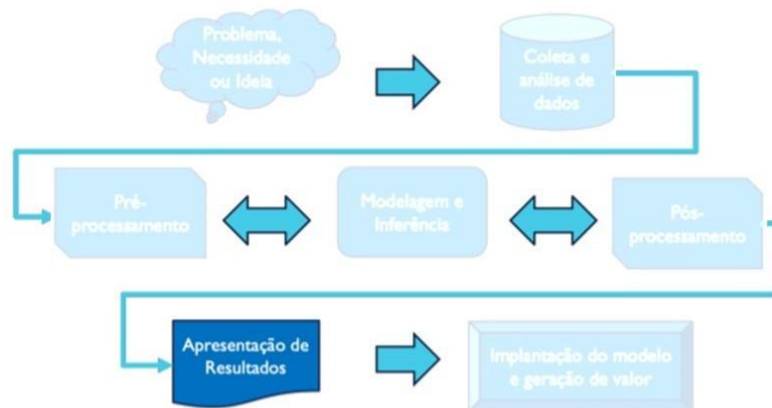 Problema,
Necessidade
ou Ideia
Coleta e
análise de
dados
Pré-
processamento
Modelagem e
Inferência
Pós-
processamento
Apresentação de
Resultados
Implantação do modelo
e geração de valor